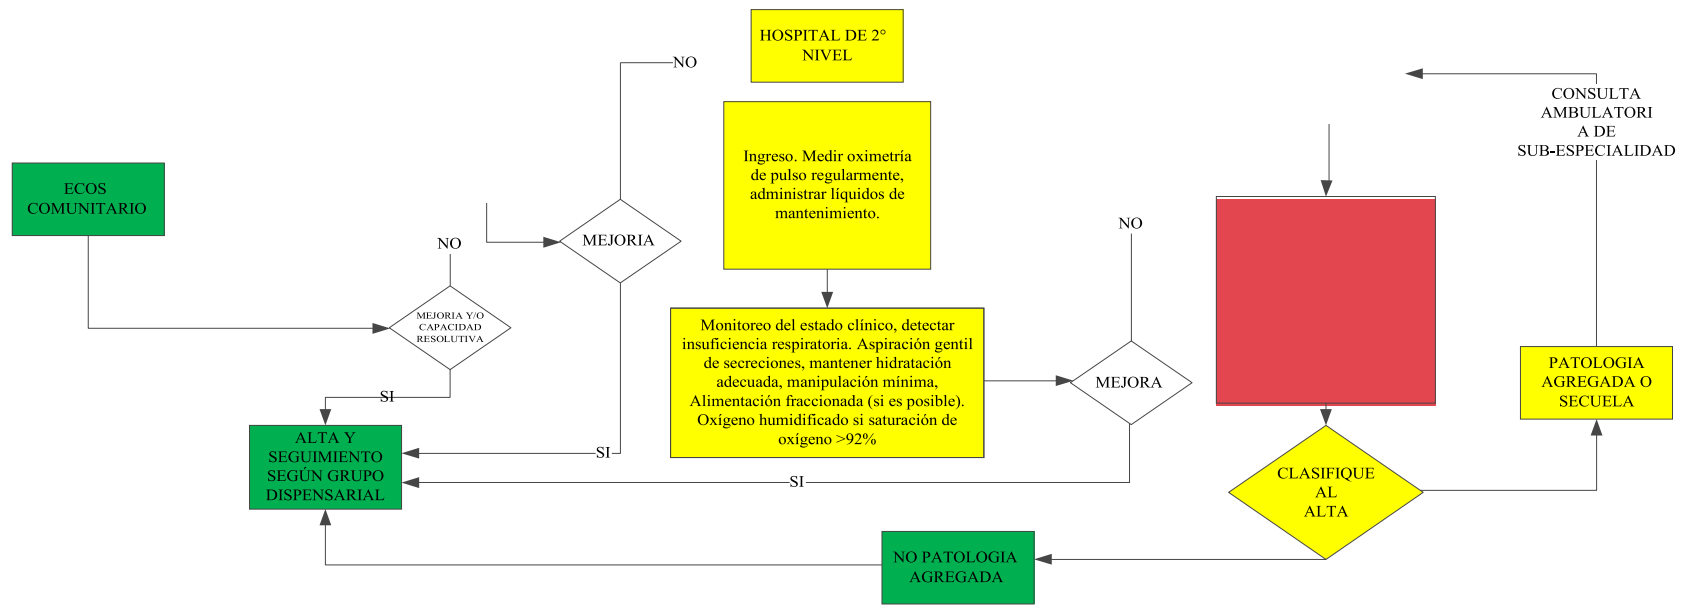 HOSPITAL DE 2°
NIVEL
NO
CONSULTA
AMBULATORI
A DE
SUB-ESPECIALIDAD
Ingreso. Medir oximetría
de pulso regularmente,
administrar líquidos de
mantenimiento.
ECOS
COMUNITARIO
NO
MEJORIA
NO
MEJORIA Y/O
CAPACIDAD
RESOLUTIVA
Monitoreo del estado clínico, detectar
insuficiencia respiratoria. Aspiración gentil
de secreciones, mantener hidratación
adecuada, manipulación mínima,
Alimentación fraccionada (si es posible).
Oxígeno humidificado si saturación de
oxígeno >92%
MEJORA
PATOLOGIA
AGREGADA O
SECUELA
SI
ALTA Y
SEGUIMIENTO
SEGÚN GRUPO
DISPENSARIAL
SI
SI
CLASIFIQUE
AL
ALTA
NO PATOLOGIA
AGREGADA